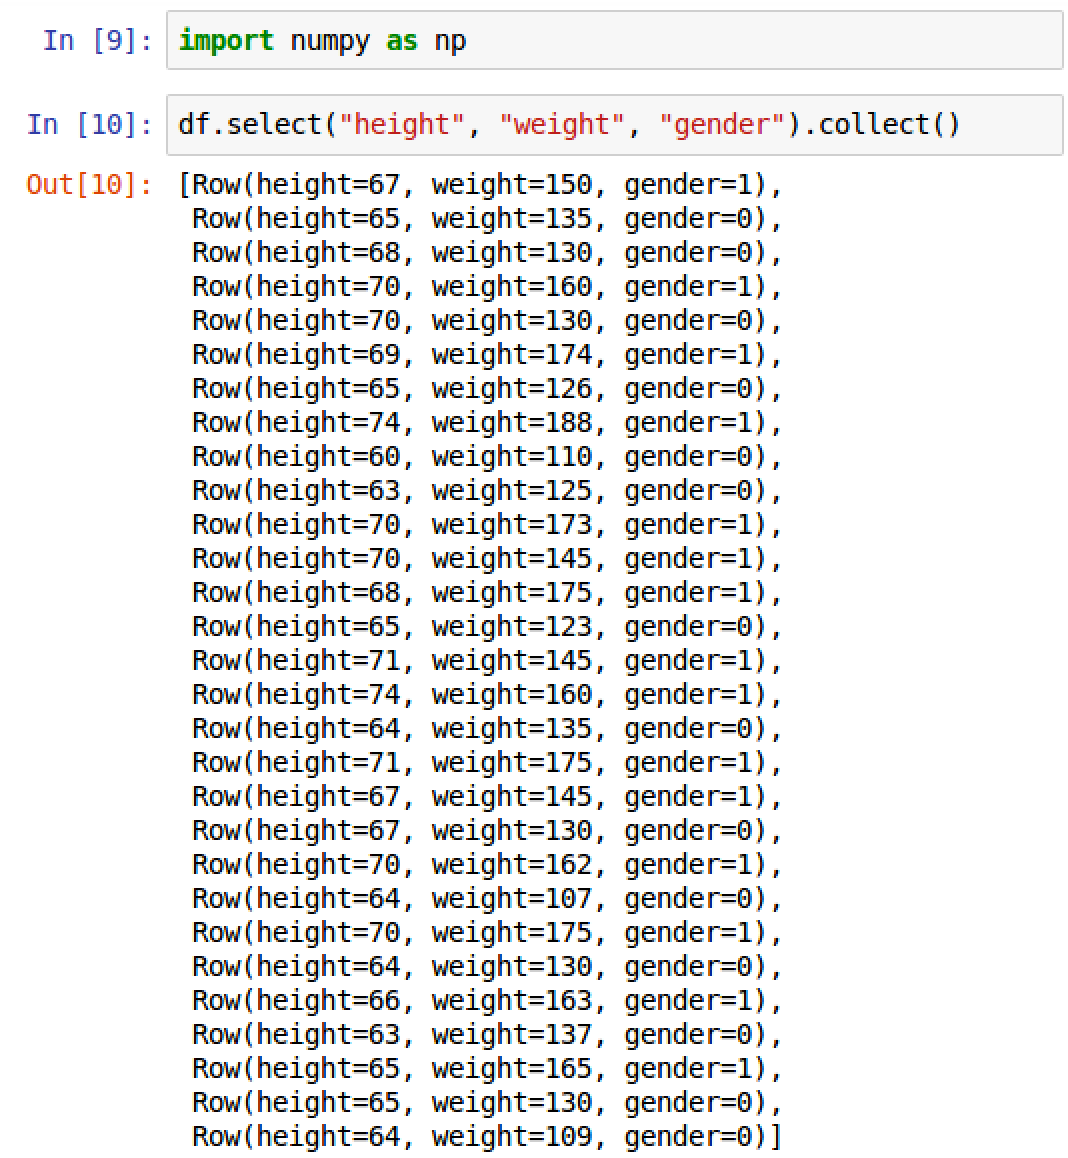 In [9]: import numpy as np
In [10]: df.select("height", "weight", "gender").collect()
Out[10]: [Row(height=67, weight=150, gender=1),
Row(height=65, weight=135, gender=0),
Row(height=68, weight=130, gender=0),
Row(height=70, weight=160, gender=1),
Row(height=70, weight=130, gender=0),
Row(height=69, weight=174, gender=1),
Row(height=65, weight=126, gender=0),
Row(height=74, weight=188, gender=1),
Row(height=60, weight=110, gender=0),
Row(height=63, weight=125, gender=0),
Row(height=70, weight=173, gender=1),
Row(height=70, weight=145, gender=1),
Row(height=68, weight=175, gender=1),
Row(height=65, weight=123, gender=0),
Row(height=71, weight=145, gender=1),
Row(height=74, weight=160, gender=1),
Row(height=64, weight=135, gender=0),
Row(height=71, weight=175, gender=1),
Row(height=67, weight=145, gender=1),
Row(height=67, weight=130, gender=0),
Row(height=70, weight=162, gender=1),
Row(height=64, weight=107, gender=0),
Row(height=70, weight=175, gender=1),
Row(height=64, weight=130, gender=0),
Row(height=66, weight=163, gender=1),
Row(height=63, weight=137, gender=0),
Row(height=65, weight=165, gender=1),
Row(height=65, weight=130, gender=0),
Row(height=64, weight=109, gender=0)]